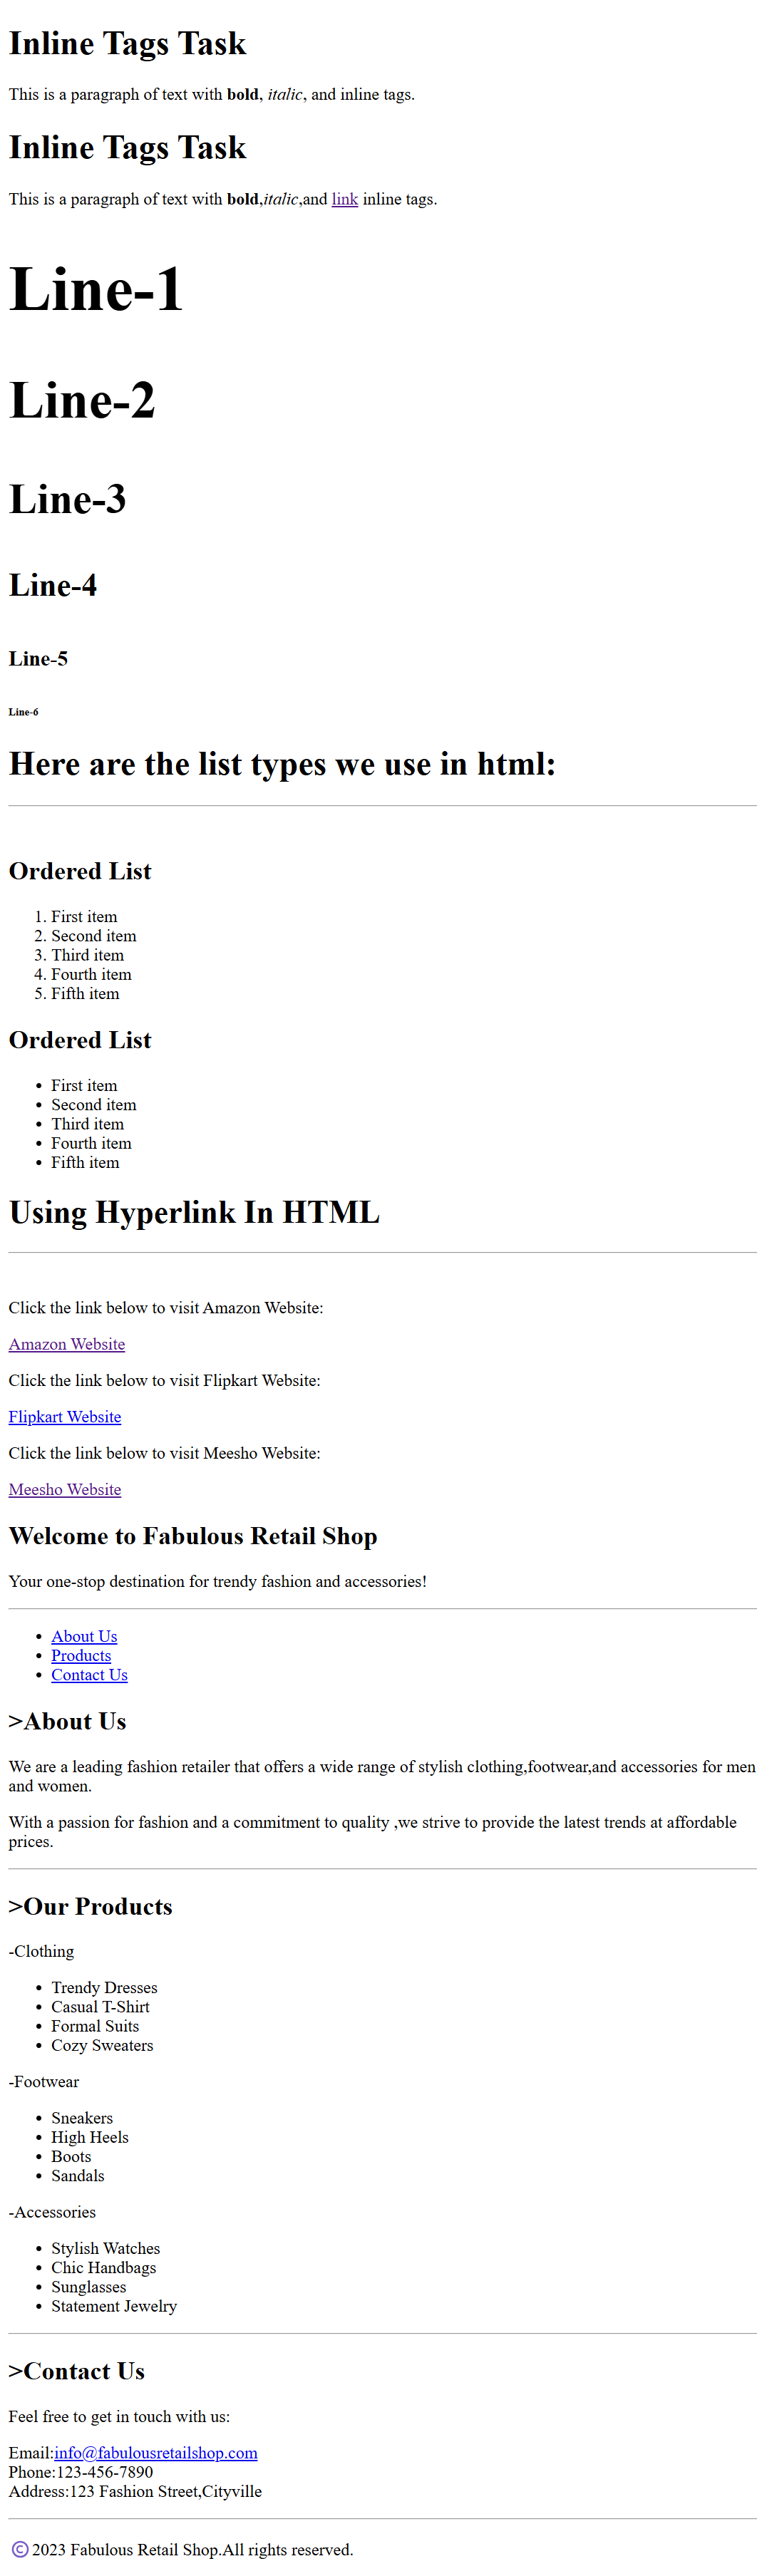 Inline Tags Task
This is a paragraph of text with bold, italic, and inline tags.
Inline Tags Task
This is a paragraph of text with bold,italic,and link inline tags.
Line-1
Line-2
Line-3
Line-4
Line-5
Line-6
Here are the list types we use in html:
Ordered List
1. First item
2. Second item
3. Third item
4. Fourth item
5. Fifth item
Ordered List
• First item
• Second item
• Third item
• Fourth item
• Fifth item
Using Hyperlink In HTML
Click the link below to visit Amazon Website:
Amazon Website
Click the link below to visit Flipkart Website:
Flipkart Website
Click the link below to visit Meesho Website:
Meesho Website
Welcome to Fabulous Retail Shop
Your one-stop destination for trendy fashion and accessories!
• About Us
• Products
• Contact Us
>About Us
We are a leading fashion retailer that offers a wide range of stylish clothing,footwear,and accessories for men
and women.
With a passion for fashion and a commitment to quality ,we strive to provide the latest trends at affordable
prices.
>Our Products
-Clothing
• Trendy Dresses
• Casual T-Shirt
• Formal Suits
• Cozy Sweaters
-Footwear
• Sneakers
• High Heels
• Boots
• Sandals
-Accessories
• Stylish Watches
• Chic Handbags
• Sunglasses
• Statement Jewelry
>Contact Us
Feel free to get in touch with us:
Email:info@fabulousretailshop.com
Phone:123-456-7890
Address:123 Fashion Street,Cityville
© 2023 Fabulous Retail Shop.All rights reserved.